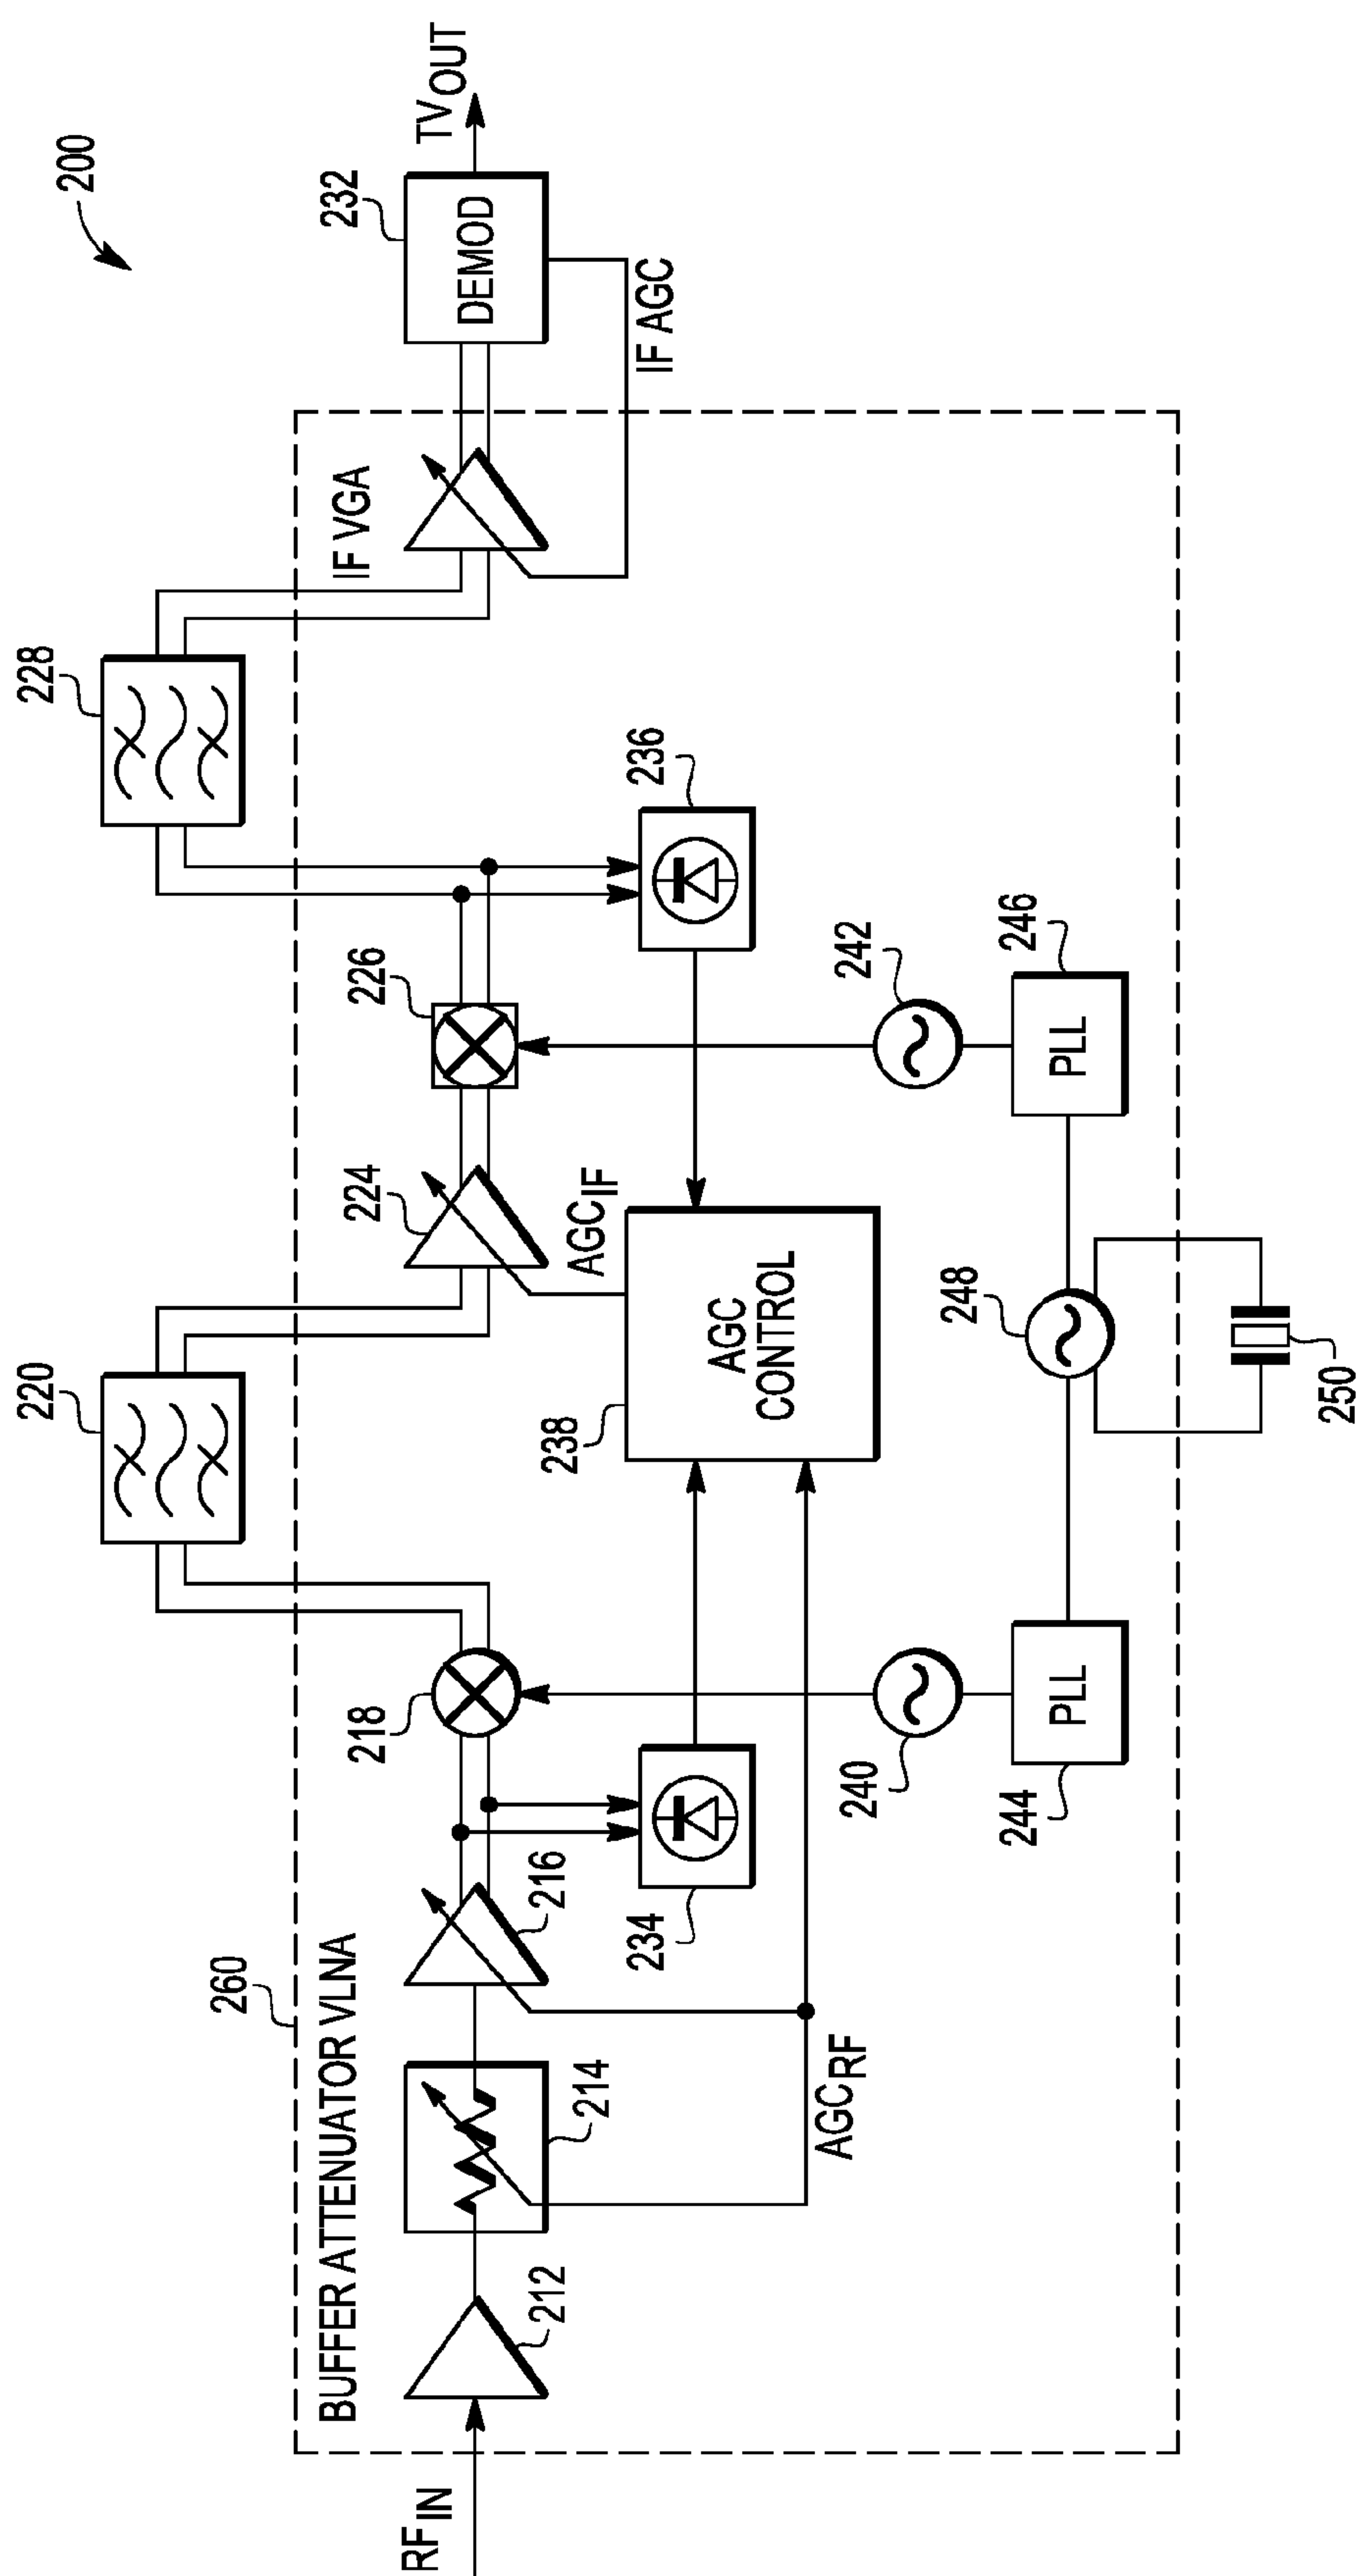 200
228
220
TV_OUT
232
DEMOD
IF VGA
IF AGC
226
224
218
236
AGC_IF
238
AGC
CONTROL
260
BUFFER ATTENUATOR VLNA
216
214
212
234
RF_IN
AGC_RF
242
240
246
PLL
248
244
PLL
250